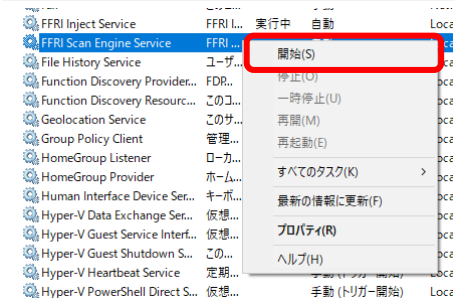 FFRI Inject Service FFRI I... 実行中 自動 Loca
FFRI Scan Engine Service FFRI ...
File History Service ユーザ...
Function Discovery Provider... FDP...
Function Discovery Resourc... このコ...
Geolocation Service このサ...
Group Policy Client 管理...
HomeGroup Listener ローカ...
HomeGroup Provider ホーム...
Human Interface Device Ser... キーボ...
Hyper-V Data Exchange Ser... 仮想...
Hyper-V Guest Service Interf... 仮想...
Hyper-V Guest Shutdown S... この...
Hyper-V Heartbeat Service 定期...
Hyper-V PowerShell Direct S... 仮想... 手動 (トリガー開始) Loca
開始(S)
停止(O)
一時停止(U)
再開(M)
再起動(E)
すべてのタスク(K) >
最新の情報に更新(F)
プロパティ(R)
ヘルプ(H)